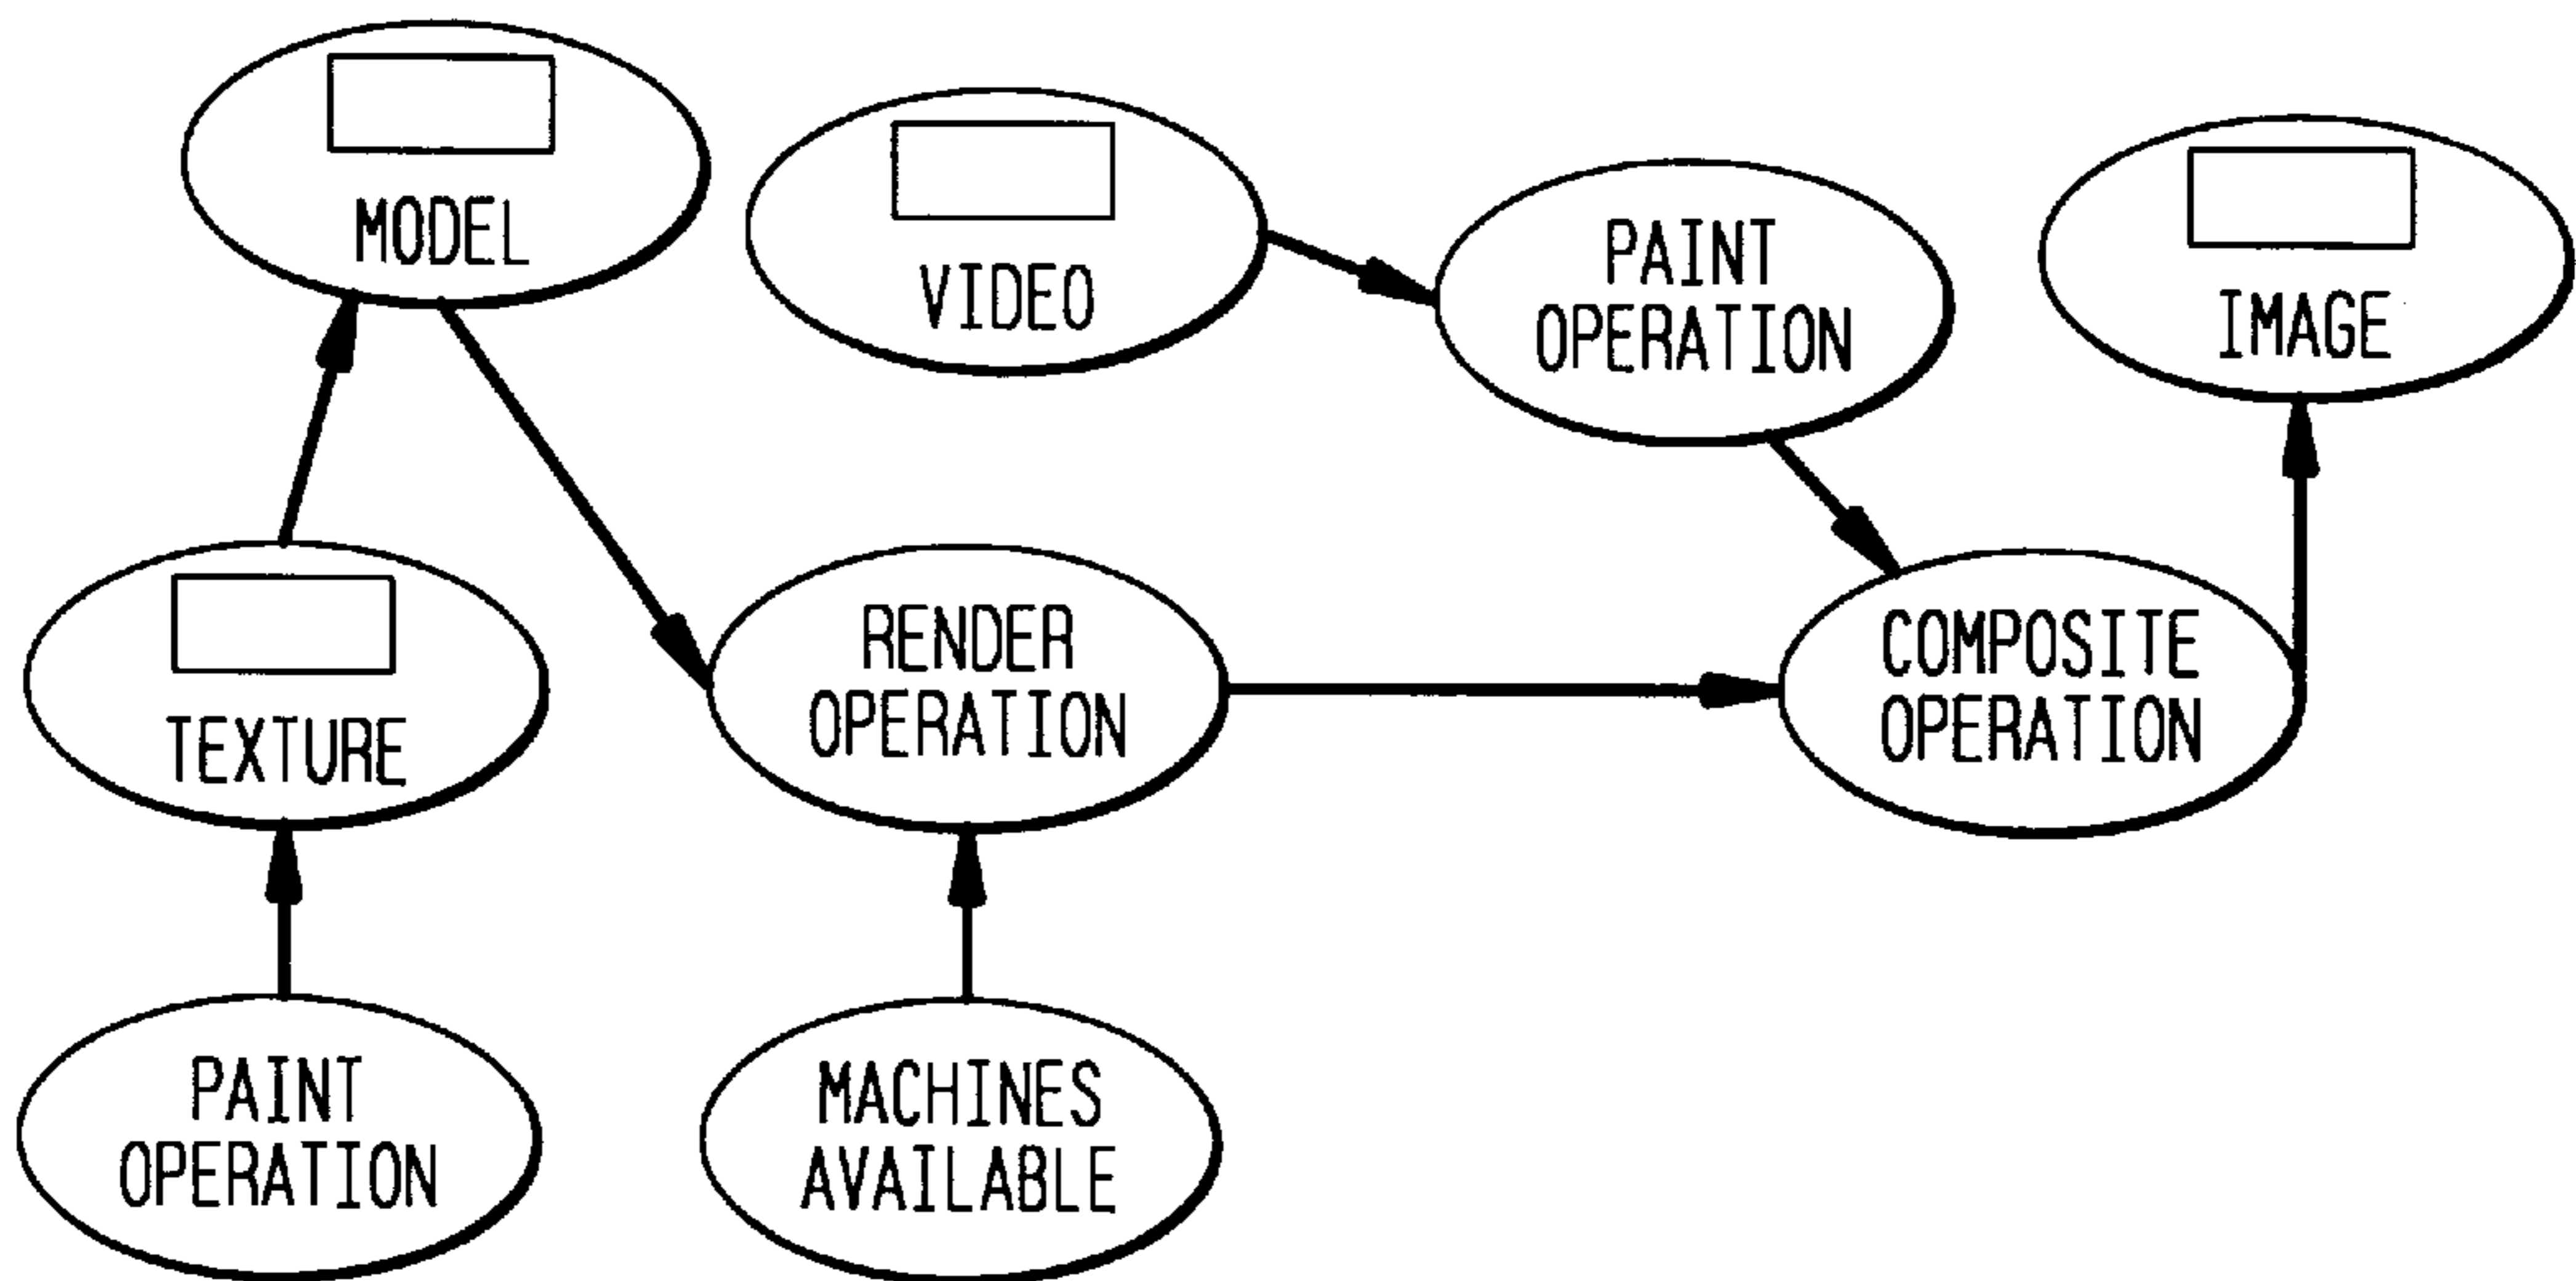 MODEL
VIDEO
PAINT
OPERATION
IMAGE
TEXTURE
RENDER
OPERATION
COMPOSITE
OPERATION
PAINT
OPERATION
MACHINES
AVAILABLE